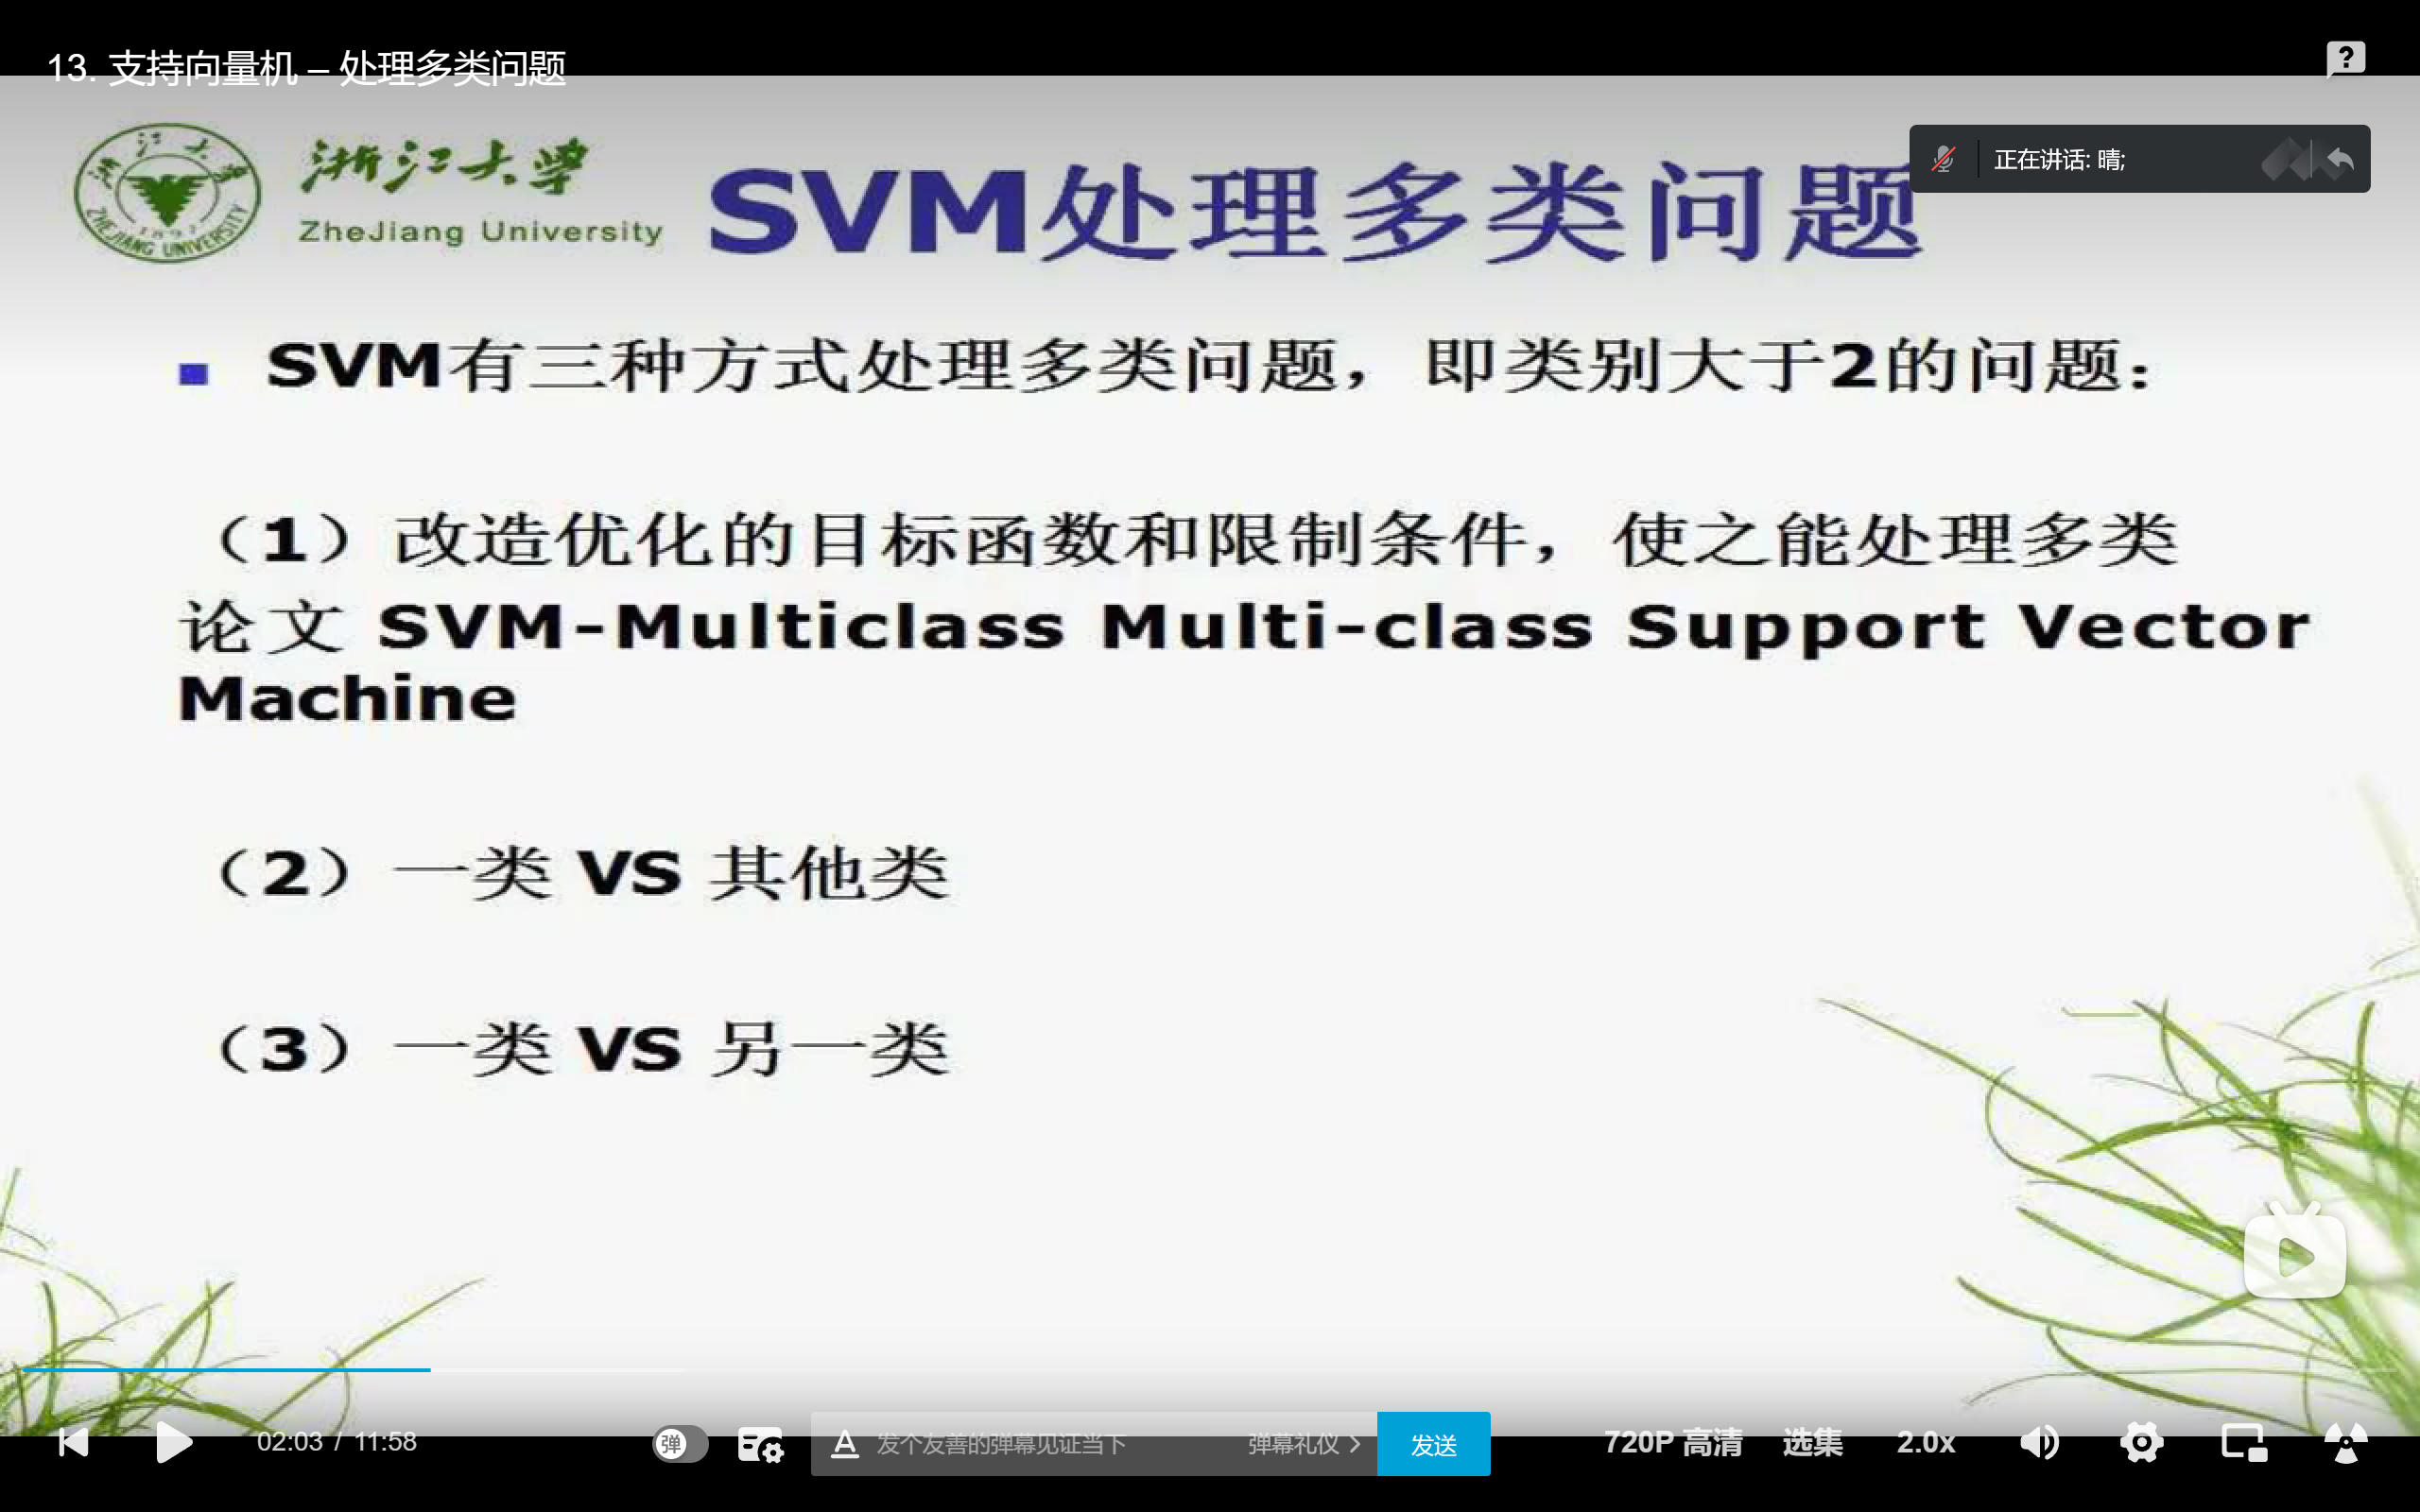 13. 支持向量机 – 处理多类问题
正在讲话: 晴;
浙江大学
ZheJiang University
SVM处理多类问题
SVM有三种方式处理多类问题，即类别大于2的问题：
（1）改造优化的目标函数和限制条件，使之能处理多类
论文 SVM-Multiclass Multi-class Support Vector
Machine
（2）一类 VS 其他类
（3）一类 VS 另一类
02:03 / 11:58
弹
发个友善的弹幕见证当下
弹幕礼仪
发送
720P 高清
选集
2.0x